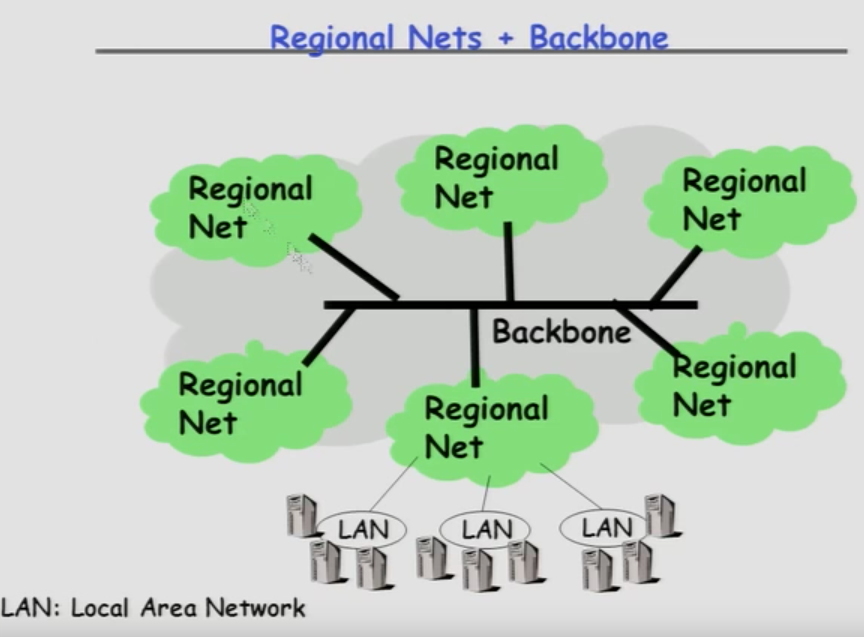 Regional Nets + Backbone
Regional
Net
Regional
Net
Regional
Net
Backbone
Regional
Net
Regional
Net
Regional
Net
LAN
LAN
LAN
LAN: Local Area Network